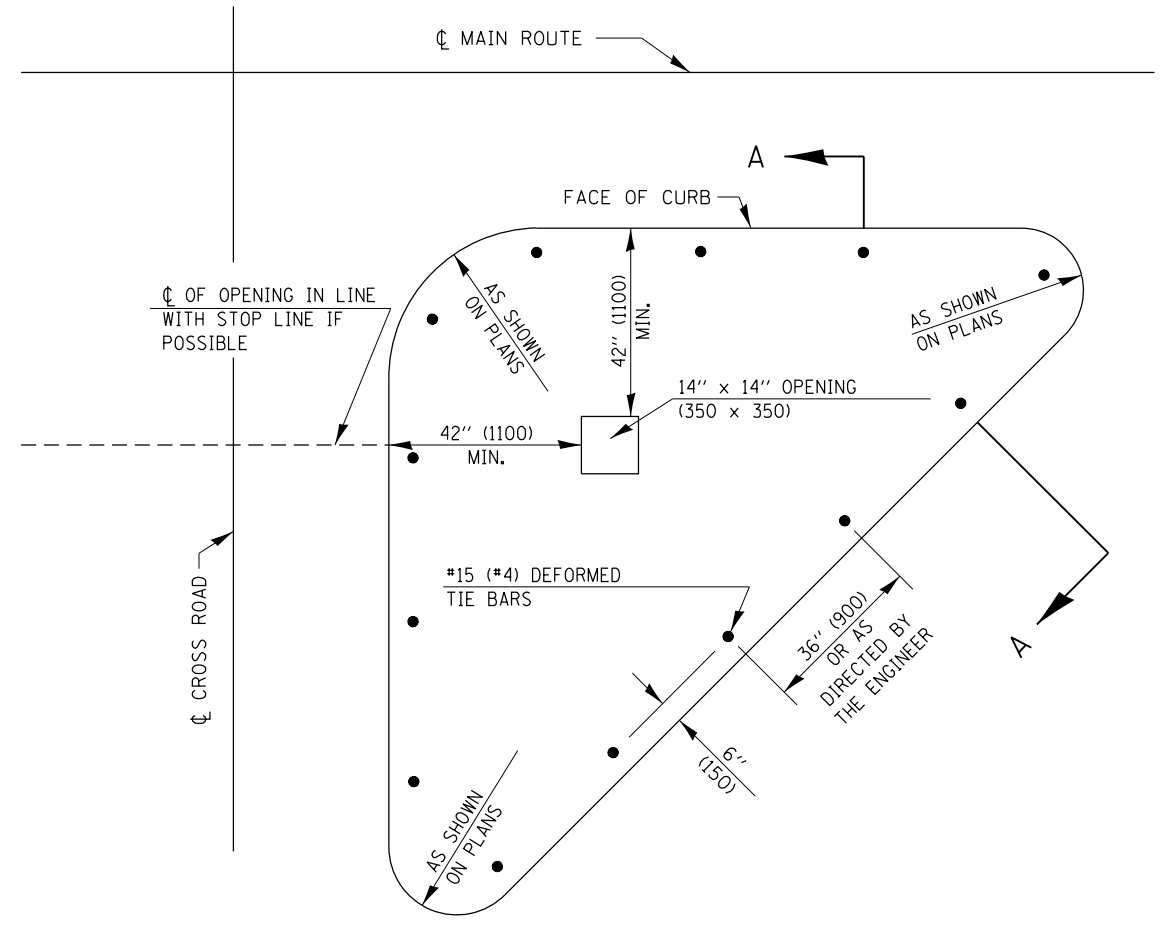 ℄ MAIN ROUTE
A
FACE OF CURB
℄ OF OPENING IN LINE
WITH STOP LINE IF
POSSIBLE
AS SHOWN
ON PLANS
42" (1100)
MIN.
AS SHOWN
ON PLANS
14" x 14" OPENING
(350 x 350)
42" (1100)
MIN.
#15 (#4) DEFORMED
TIE BARS
℄ CROSS ROAD
36" (900)
OR AS
DIRECTED BY
THE ENGINEER
A
6"
(150)
AS SHOWN
ON PLANS